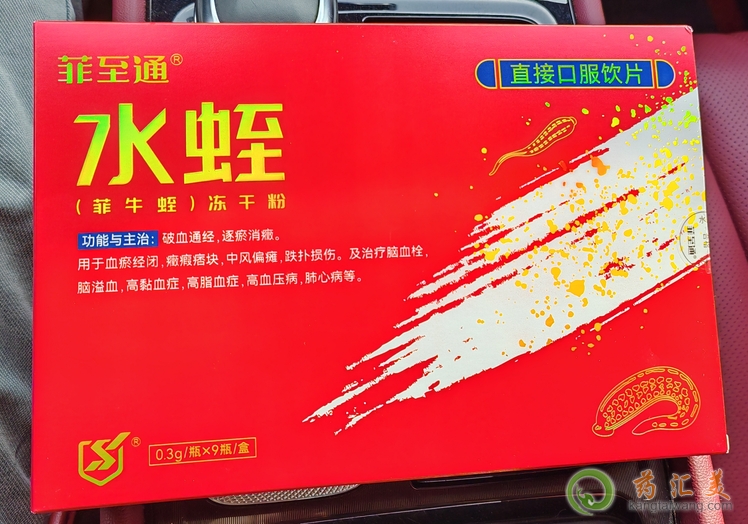 菲至通®
直接口服饮片
水蛭
(菲牛蛭)冻干粉
功能与主治: 破血通经,逐瘀消癥。
用于血瘀经闭,癥瘕痞块,中风偏瘫,跌扑损伤。及治疗脑血栓,
脑溢血,高黏血症,高脂血症,高血压病,肺心病等。
®
0.3g/瓶×9瓶/盒
药汇美
kangfaiwang.com